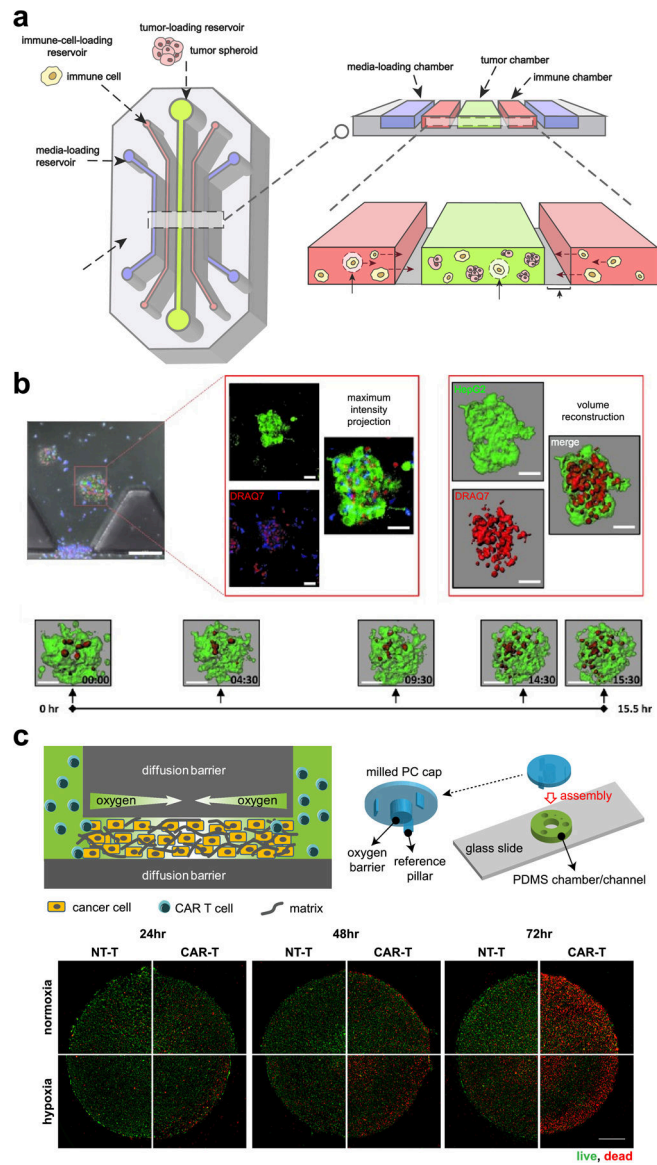 a
immune-cell-loading
reservoir
immune cell
tumor-loading reservoir
tumor spheroid
media-loading
reservoir
media-loading chamber
tumor chamber
immune chamber
b
DRAQ7
maximum
intensity
projection
HepG2
DRAQ7
volume
reconstruction
merge
00:00
04:30
09:30
14:30
15:30
0 hr
15.5 hr
c
diffusion barrier
oxygen
oxygen
diffusion barrier
cancer cell
CAR T cell
matrix
milled PC cap
oxygen
barrier
reference
pillar
assembly
glass slide
PDMS chamber/channel
24hr
48hr
72hr
NT-T
CAR-T
NT-T
CAR-T
NT-T
CAR-T
normoxia
hypoxia
live, dead